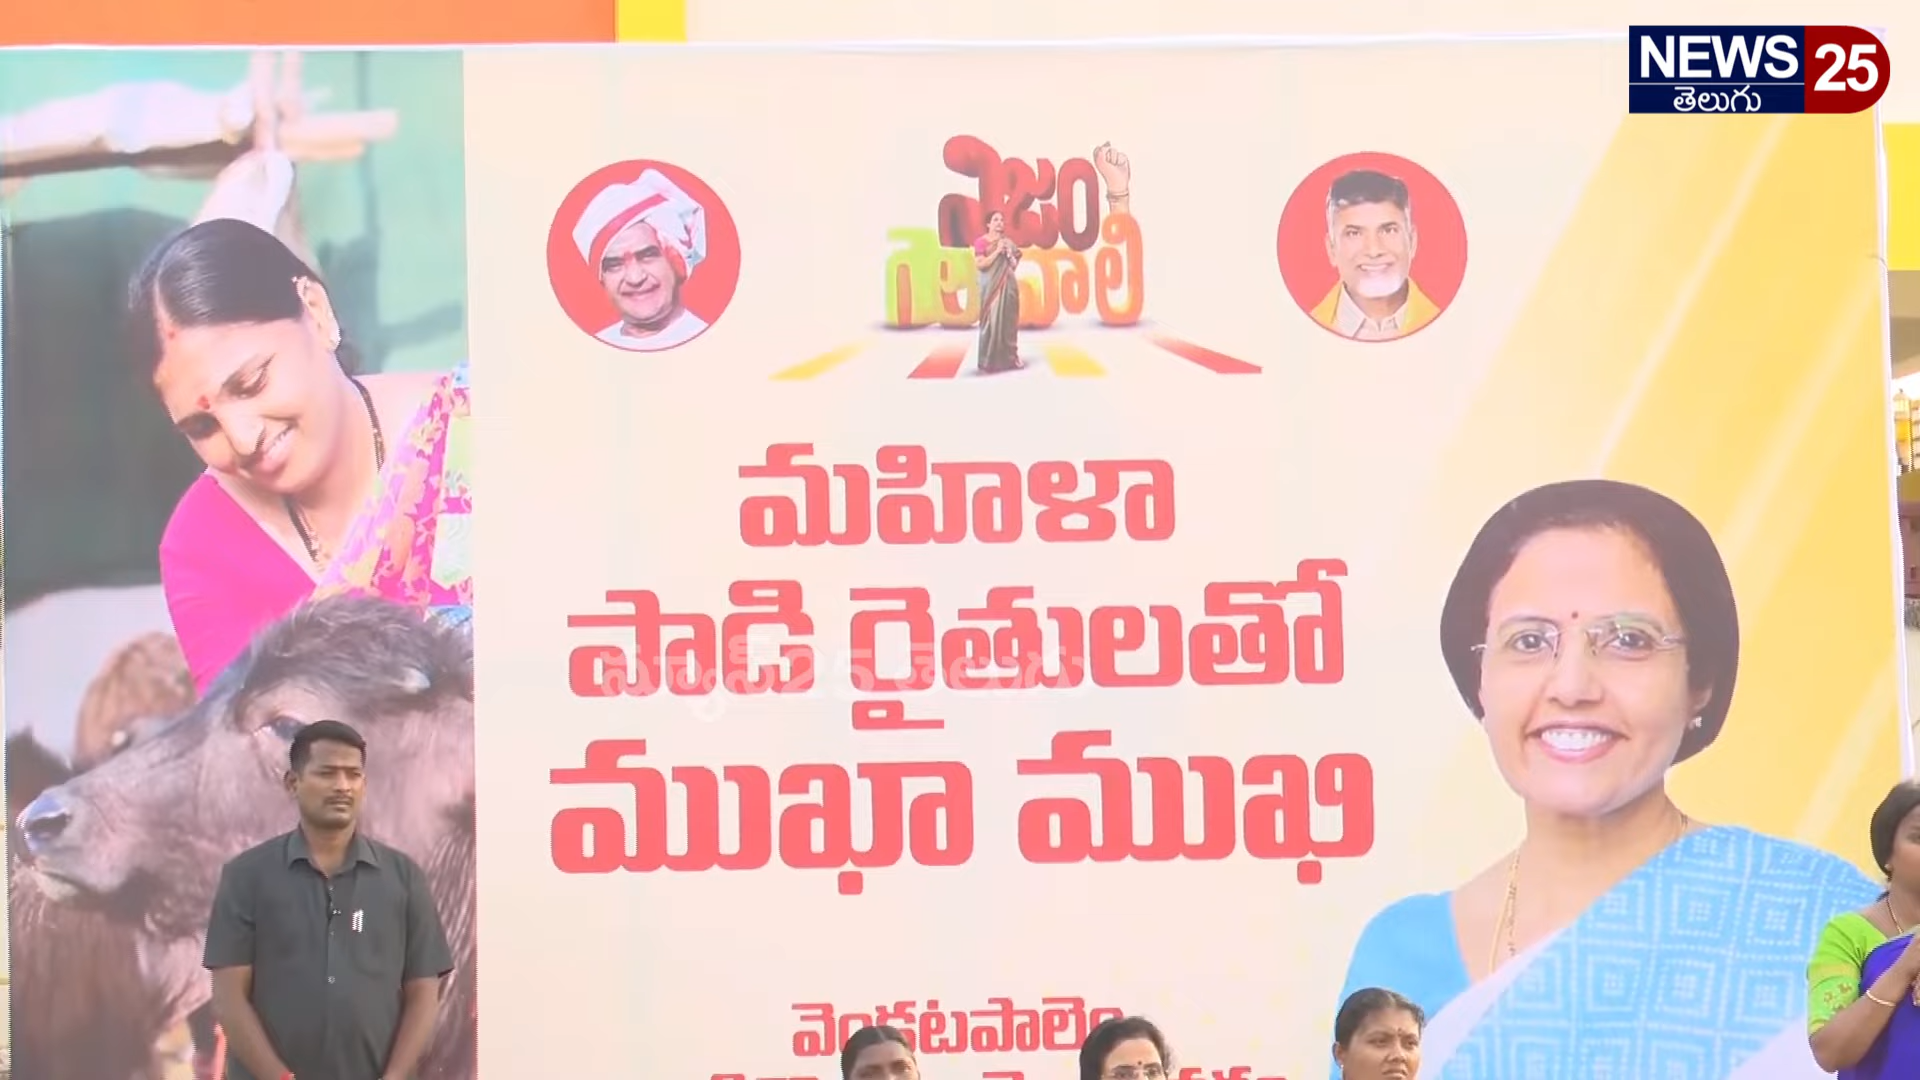 NEWS 25
తెలుగు
నిజం
గెలవాలి
మహిళా
పాడి రైతులతో
ముఖా ముఖి
వెంకటపాలెం